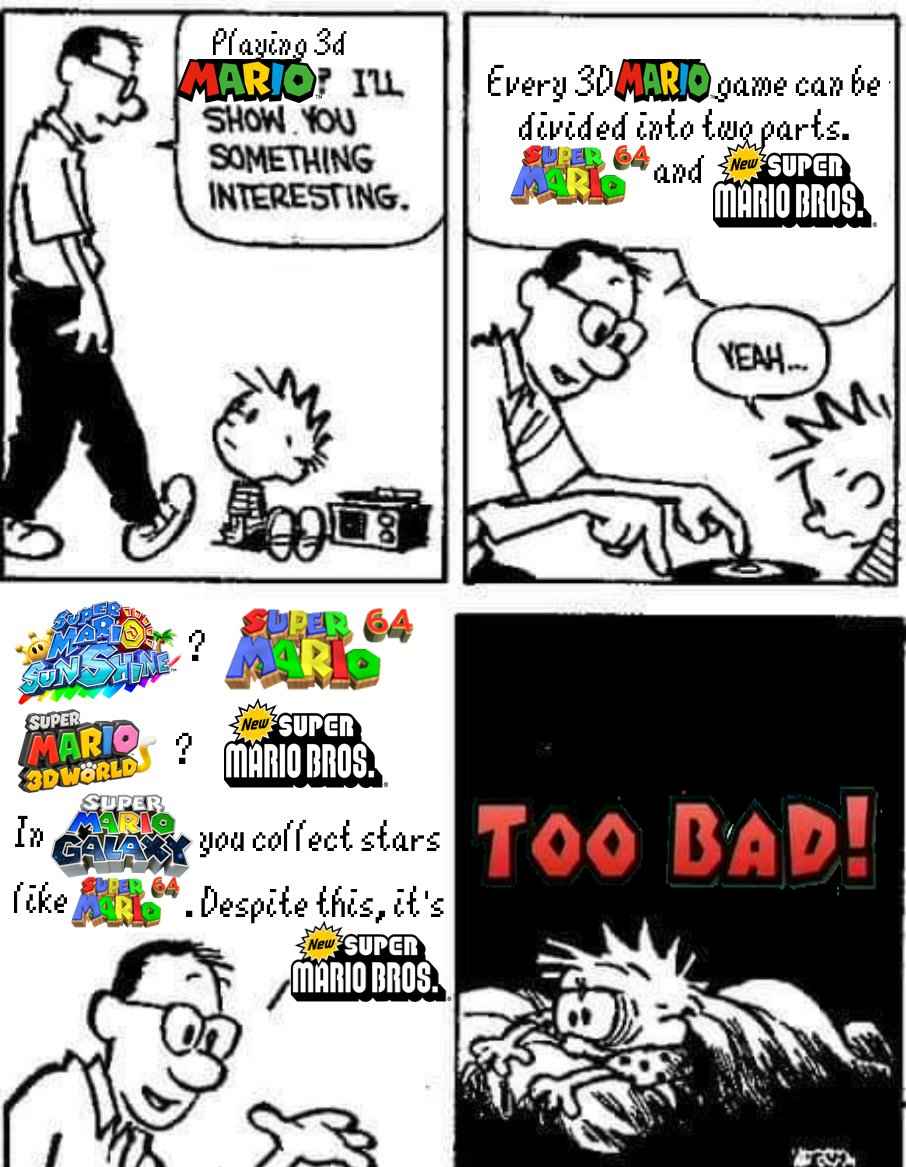 Playing 3d
MARIO? I'LL
SHOW YOU
SOMETHING
INTERESTING.
Every 3D MARIO game can be
divided into two parts.
SUPER MARIO 64 and New SUPER MARIO BROS.
YEAH...
SUPER MARIO SUNSHINE ? SUPER MARIO 64
SUPER MARIO 3D WORLD ? New SUPER MARIO BROS.
In SUPER MARIO GALAXY you collect stars
like SUPER MARIO 64. Despite this, it's
New SUPER MARIO BROS.
TOO BAD!